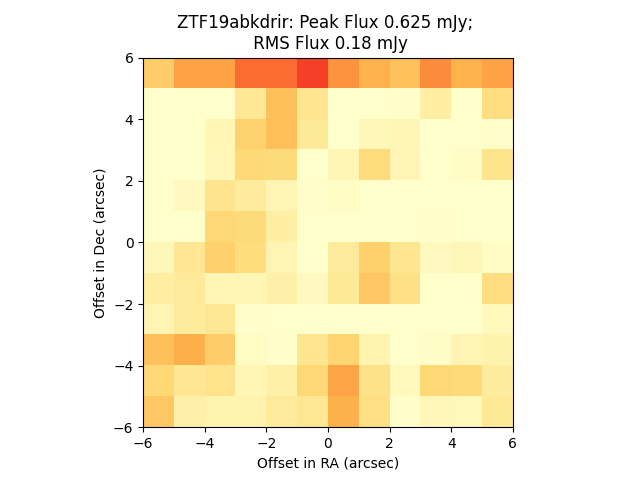 ZTF19abkdrir: Peak Flux 0.625 mJy;
RMS Flux 0.18 mJy
6
4
2
0
−2
−4
−6
Offset in Dec (arcsec)
−6 −4 −2 0 2 4 6
Offset in RA (arcsec)